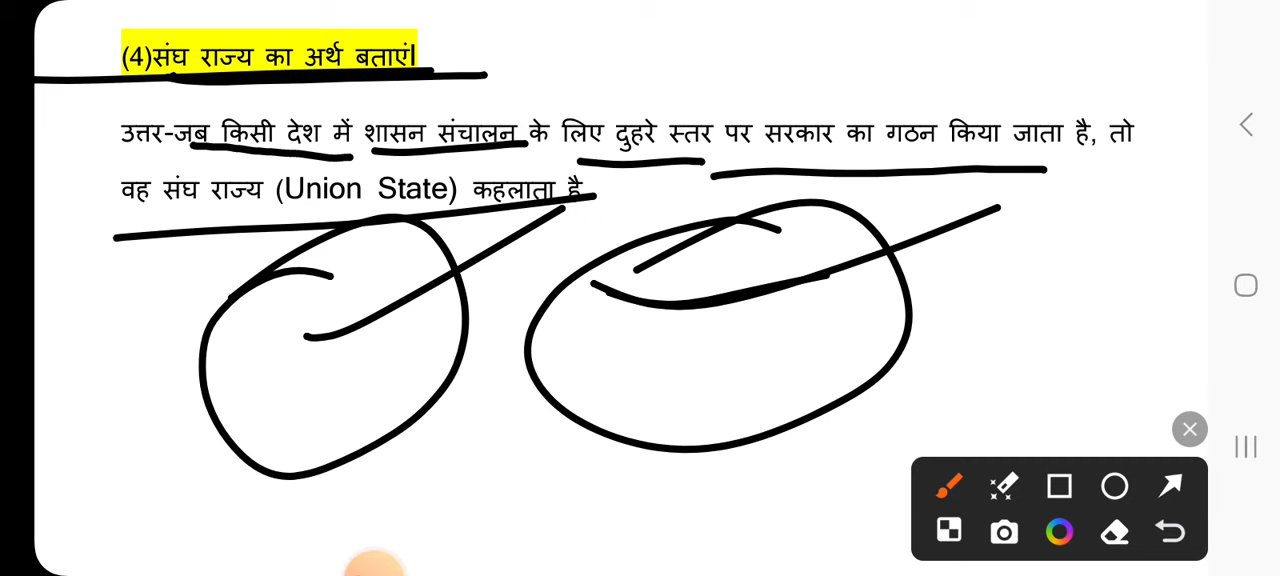 (4)संघ राज्य का अर्थ बताएं।
उत्तर-जब किसी देश में शासन संचालन के लिए दुहरे स्तर पर सरकार का गठन किया जाता है, तो
वह संघ राज्य (Union State) कहलाता है